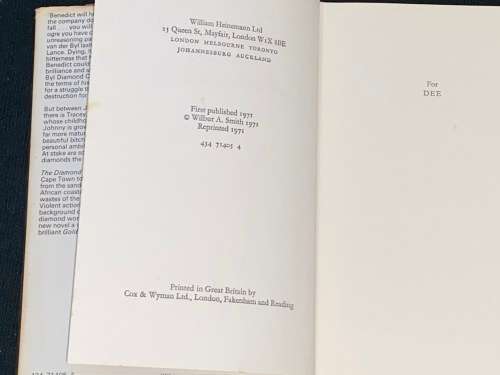 'Benedict will h
the company do
fall . . . you will
ogre you have c
unreasoning pa
van der Byl lash
Lance. Dying, i
bitterness that h
Benedict could
brilliance and s
Byl Diamond C
the terms of his
for a struggle t
destruction for
But between J
there is Tracey
whose childho
Johnny is grow
far more matur
beautiful bitch
personal ambi
At stake are so
diamonds the
The Diamond
Cape Town t
from the sand
African coast
wastes of the
Violent action
background o
diamond wor
new novel a w
brilliant Gold
William Heinemann Ltd
15 Queen St, Mayfair, London W1X 8BE
LONDON MELBOURNE TORONTO
JOHANNESBURG AUCKLAND
First published 1971
© Wilbur A. Smith 1971
Reprinted 1971
434 71405 4
Printed in Great Britain by
Cox & Wyman Ltd., London, Fakenham and Reading
For
DEE